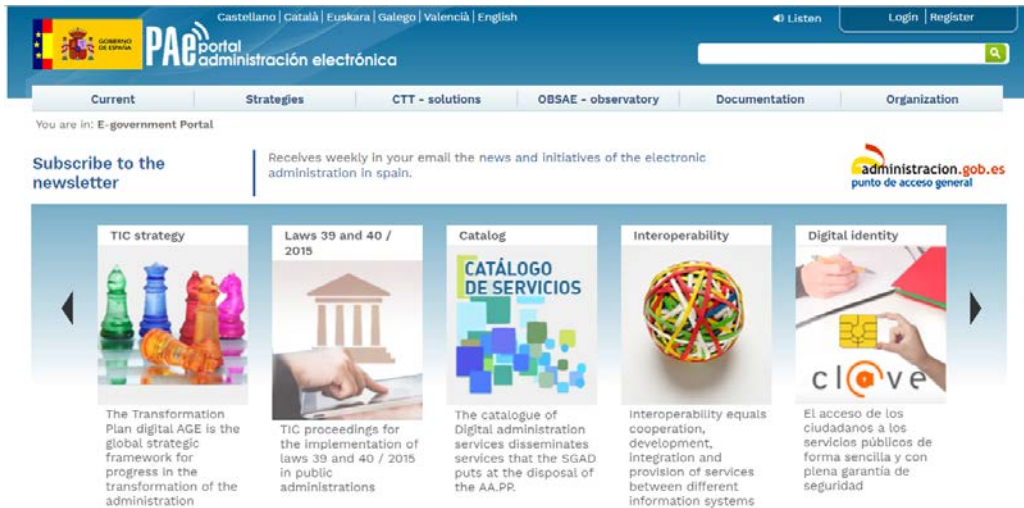 Castellano | Català | Euskara | Galego | Valencià | English
Listen
Login | Register
GOBIERNO
DE ESPAÑA
PAe portal
administración electrónica
Current
Strategies
CTT - solutions
OBSAE - observatory
Documentation
Organization
You are in: E-government Portal
Subscribe to the
newsletter
Receives weekly in your email the news and initiatives of the electronic
administration in spain.
administracion.gob.es
punto de acceso general
TIC strategy
The Transformation
Plan digital AGE is the
global strategic
framework for
progress in the
transformation of the
administration
Laws 39 and 40 /
2015
TIC proceedings for
the implementation of
laws 39 and 40 / 2015
in public
administrations
Catalog
CATÁLOGO
DE SERVICIOS
The catalogue of
Digital administration
services disseminates
services that the SGAD
puts at the disposal of
the AA.PP.
Interoperability
Interoperability equals
cooperation,
development,
integration and
provision of services
between different
information systems
Digital identity
cl@ve
El acceso de los
ciudadanos a los
servicios públicos de
forma sencilla y con
plena garantía de
seguridad